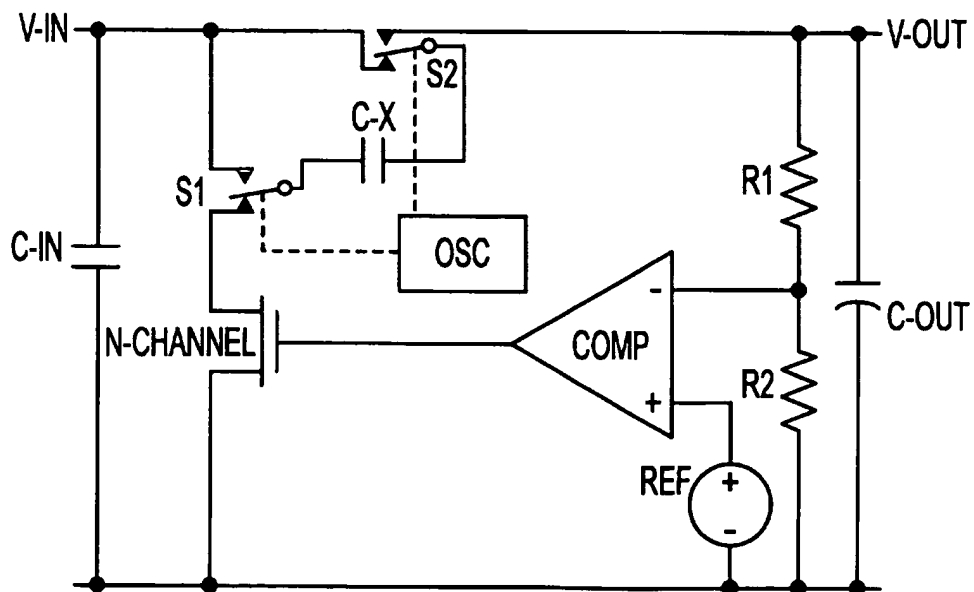 V-IN
V-OUT
S2
C-X
S1
R1
C-IN
OSC
-
C-OUT
N-CHANNEL
COMP
R2
+
REF
+
-